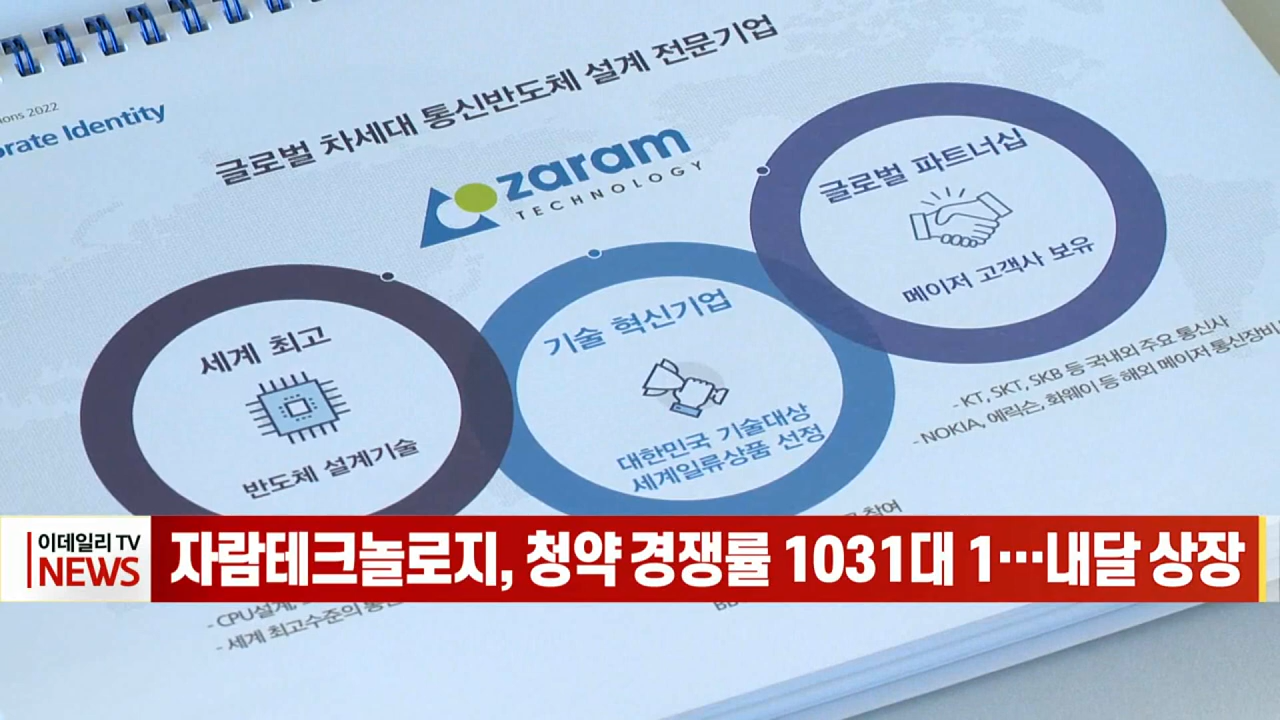 Corporate Identity
글로벌 차세대 통신반도체 설계 전문기업
zaram
TECHNOLOGY
글로벌 파트너십
메이저 고객사 보유
기술 혁신기업
대한민국 기술대상
세계일류상품 선정
세계 최고
반도체 설계기술
- KT, SKT, SKB 등 국내외 주요 통신사
- NOKIA, 에릭슨, 화웨이 등 해외 메이저 통신장비
참여
이데일리 TV
NEWS
자람테크놀로지, 청약 경쟁률 1031대 1…내달 상장
- CPU설계,
- 세계 최고수준의